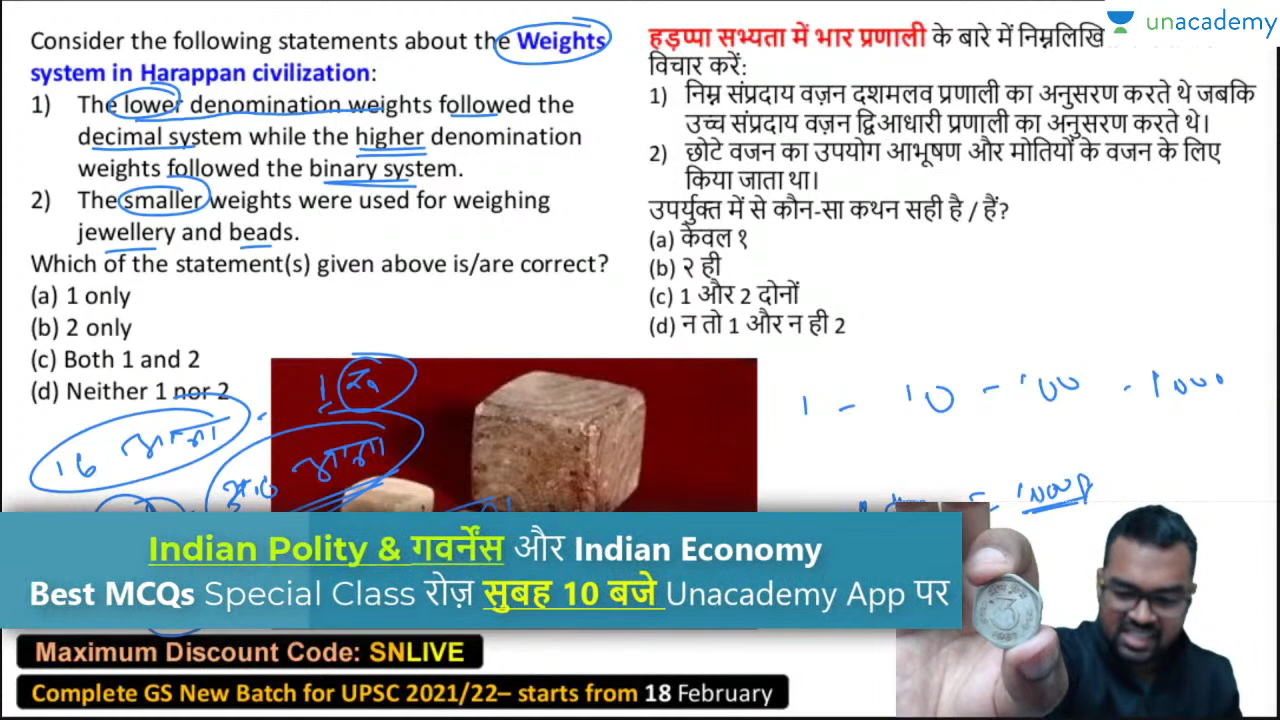 unacademy
Consider the following statements about the Weights
system in Harappan civilization:
1) The lower denomination weights followed the
decimal system while the higher denomination
weights followed the binary system.
2) The smaller weights were used for weighing
jewellery and beads.
Which of the statement(s) given above is/are correct?
(a) 1 only
(b) 2 only
(c) Both 1 and 2
(d) Neither 1 nor 2
हड़प्पा सभ्यता में भार प्रणाली के बारे में निम्नलिखि
विचार करें:
1) निम्न संप्रदाय वज़न दशमलव प्रणाली का अनुसरण करते थे जबकि
उच्च संप्रदाय वज़न द्विआधारी प्रणाली का अनुसरण करते थे।
2) छोटे वजन का उपयोग आभूषण और मोतियों के वजन के लिए
किया जाता था।
उपर्युक्त में से कौन-सा कथन सही है / हैं?
(a) केवल १
(b) २ ही
(c) 1 और 2 दोनों
(d) न तो 1 और न ही 2
1 - 10 - 100 - 1000
16 आना - 1 रु
आना
= 1000
3
Indian Polity & गवर्नेंस और Indian Economy
Best MCQs Special Class रोज़ सुबह 10 बजे Unacademy App पर
Maximum Discount Code: SNLIVE
Complete GS New Batch for UPSC 2021/22– starts from 18 February